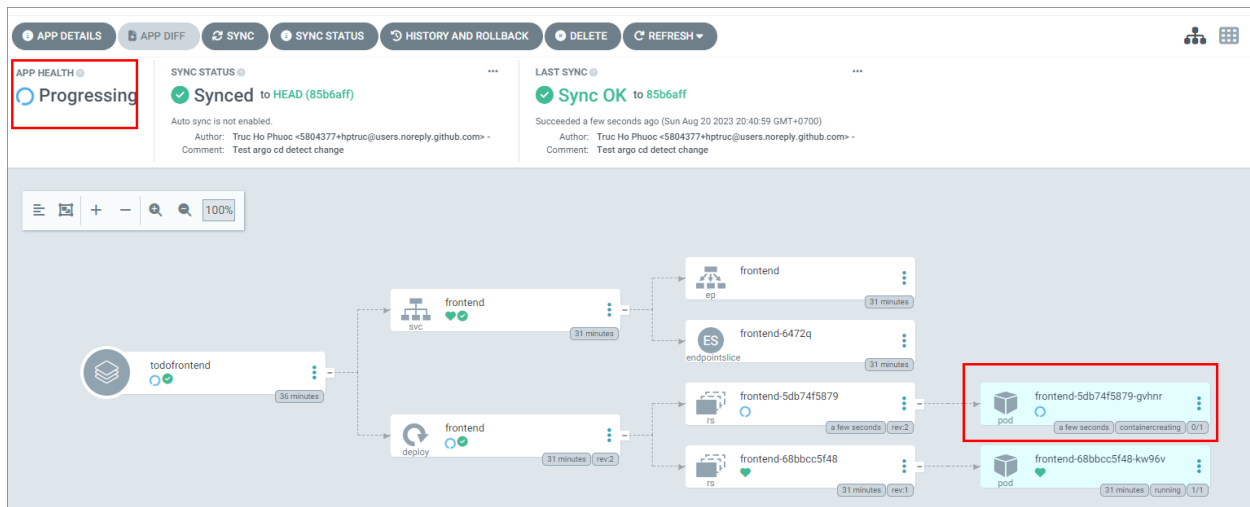 APP DETAILS APP DIFF SYNC SYNC STATUS HISTORY AND ROLLBACK DELETE REFRESH
APP HEALTH
Progressing
SYNC STATUS ...
Synced to HEAD (85b6aff)
Auto sync is not enabled.
Author: Truc Ho Phuoc <5804377+hptruc@users.noreply.github.com> -
Comment: Test argo cd detect change
LAST SYNC ...
Sync OK to 85b6aff
Succeeded a few seconds ago (Sun Aug 20 2023 20:40:59 GMT+0700)
Author: Truc Ho Phuoc <5804377+hptruc@users.noreply.github.com> -
Comment: Test argo cd detect change
100%
todofrontend
36 minutes
frontend
svc
31 minutes
frontend
deploy
31 minutes rev:2
frontend
ep
31 minutes
ES
frontend-6472q
endpointslice
31 minutes
frontend-5db74f5879
rs
a few seconds rev:2
frontend-68bbcc5f48
rs
31 minutes rev:1
frontend-5db74f5879-gvhnr
pod
a few seconds containercreating 0/1
frontend-68bbcc5f48-kw96v
pod
31 minutes running 1/1